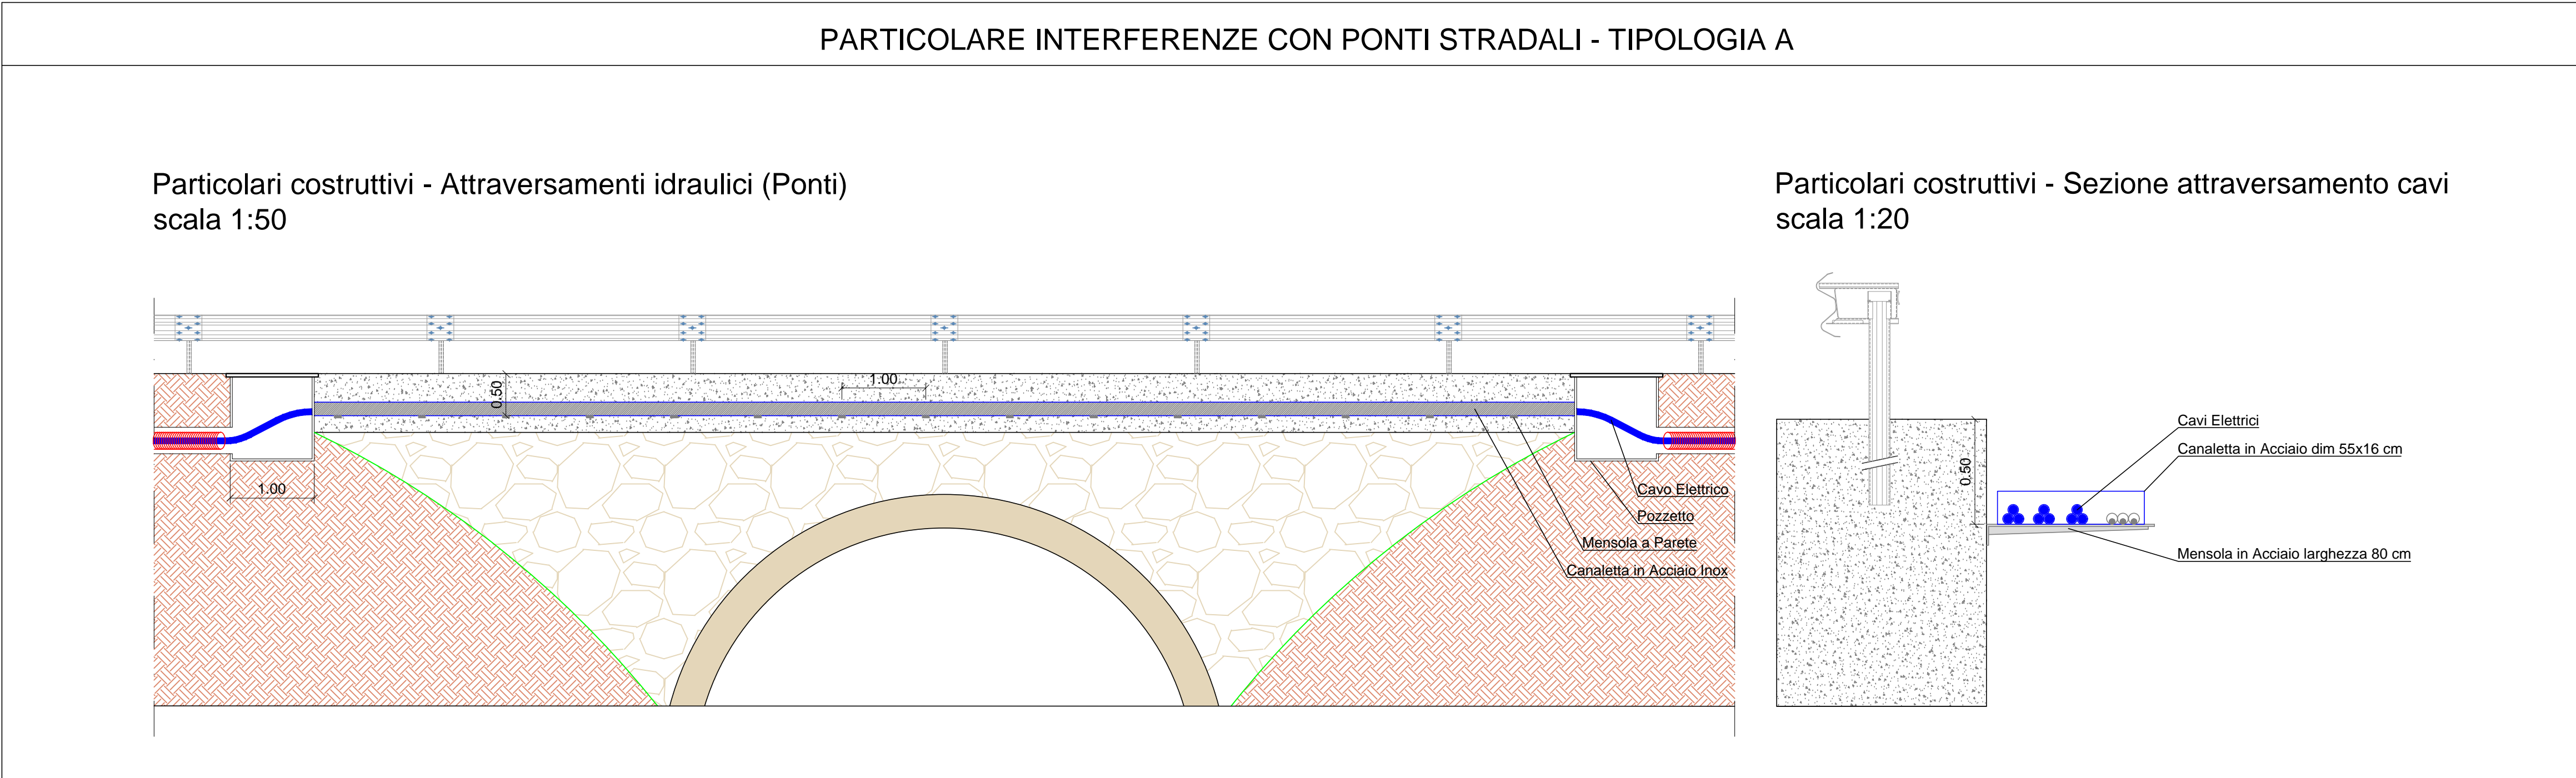 PARTICOLARE INTERFERENZE CON PONTI STRADALI - TIPOLOGIA A
Particolari costruttivi - Attraversamenti idraulici (Ponti)
scala 1:50
0.50
1.00
1.00
Cavo Elettrico
Pozzetto
Mensola a Parete
Canaletta in Acciaio Inox
Particolari costruttivi - Sezione attraversamento cavi
scala 1:20
0.50
Cavi Elettrici
Canaletta in Acciaio dim 55x16 cm
Mensola in Acciaio larghezza 80 cm